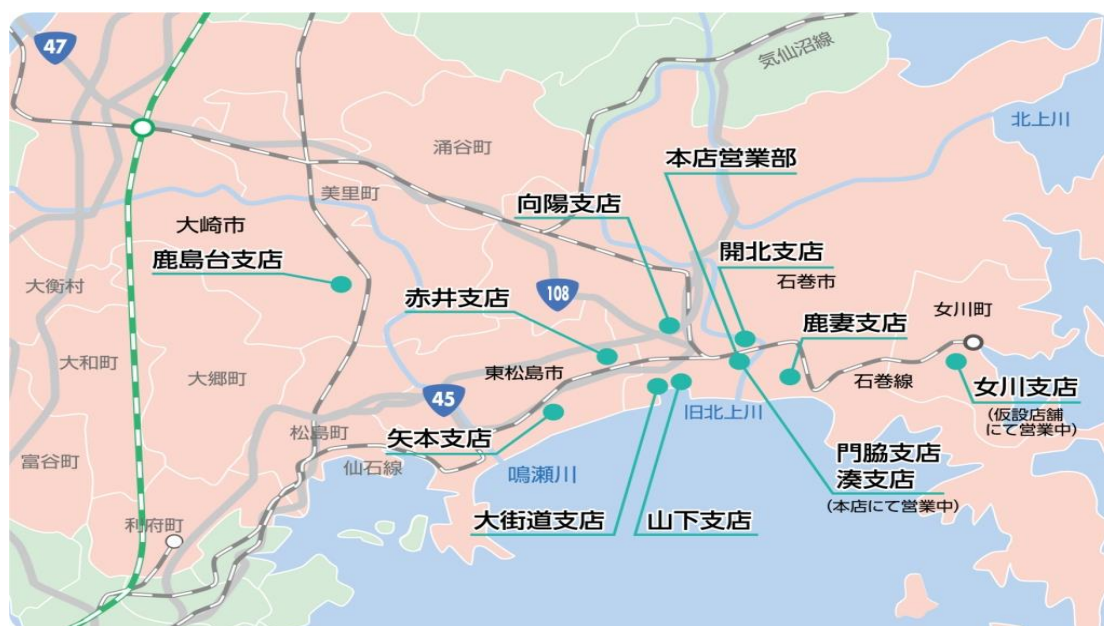 47
気仙沼線
北上川
涌谷町
本店営業部
美里町
向陽支店
大崎市
鹿島台支店
開北支店
石巻市
大衡村
赤井支店
108
鹿妻支店
女川町
大和町
大郷町
東松島市
石巻線
女川支店
(仮設店舗
にて営業中)
45
旧北上川
松島町
矢本支店
富谷町
仙石線
鳴瀬川
門脇支店
湊支店
(本店にて営業中)
大街道支店
山下支店
利府町